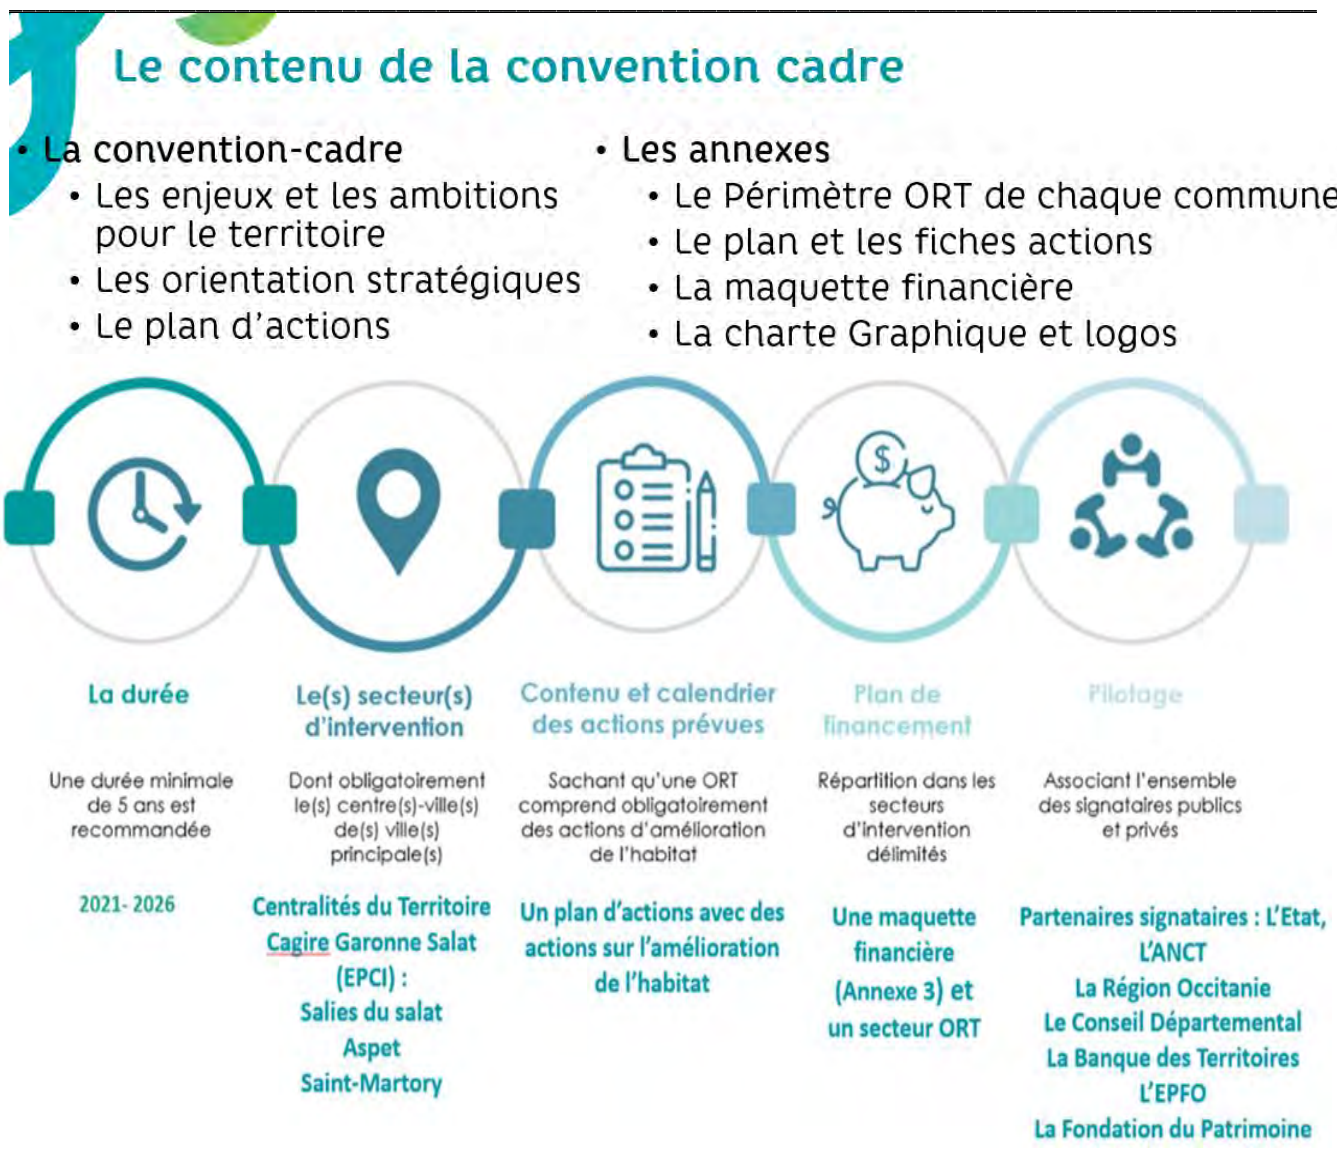 Le contenu de la convention cadre
• La convention-cadre
• Les enjeux et les ambitions
pour le territoire
• Les orientation stratégiques
• Le plan d'actions
• Les annexes
• Le Périmètre ORT de chaque commune
• Le plan et les fiches actions
• La maquette financière
• La charte Graphique et logos
$
La durée
Une durée minimale
de 5 ans est
recommandée
2021- 2026
Le(s) secteur(s)
d'intervention
Dont obligatoirement
le(s) centre(s)-ville(s)
de(s) ville(s)
principale(s)
Centralités du Territoire
Cagire Garonne Salat
(EPCI) :
Salies du salat
Aspet
Saint-Martory
Contenu et calendrier
des actions prévues
Sachant qu'une ORT
comprend obligatoirement
des actions d'amélioration
de l'habitat
Un plan d'actions avec des
actions sur l'amélioration
de l'habitat
Plan de
financement
Répartition dans les
secteurs
d'intervention
délimités
Une maquette
financière
(Annexe 3) et
un secteur ORT
Pilotage
Associant l'ensemble
des signataires publics
et privés
Partenaires signataires : L'Etat,
L'ANCT
La Région Occitanie
Le Conseil Départemental
La Banque des Territoires
L'EPFO
La Fondation du Patrimoine